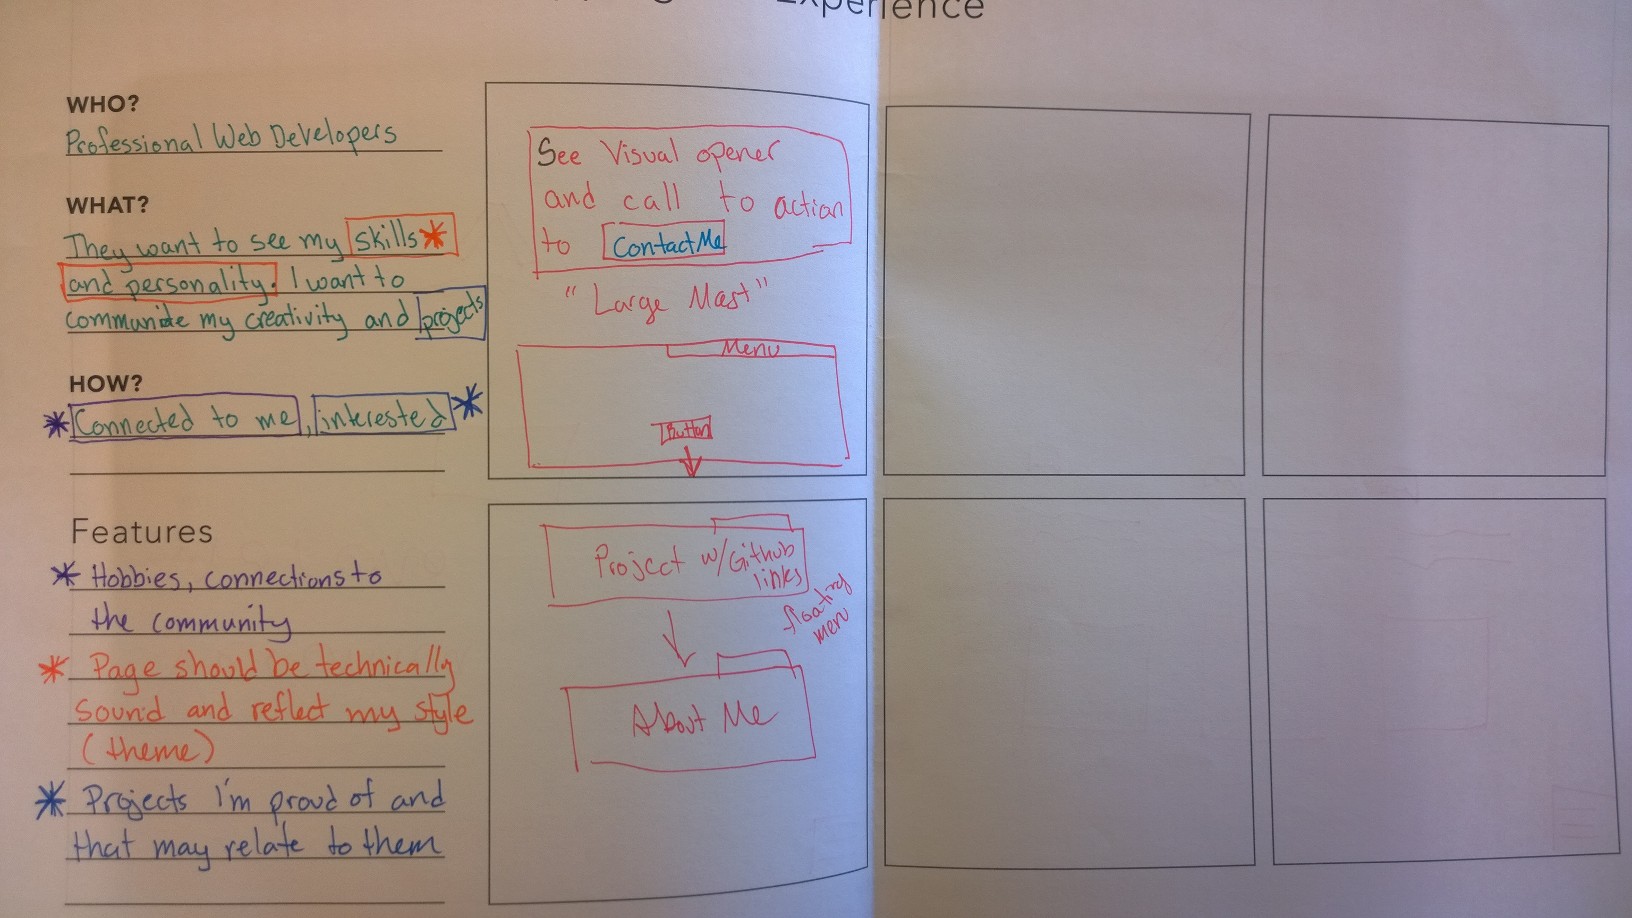 Experience
WHO?
Professional Web Developers
WHAT?
They want to see my skills*
and personality. I want to
my creativity and projects
HOW?
* Connected to me, interested *
Features
* Hobbies, connections to
the community
* Page should be technically
sound and reflect my style
(theme)
* Projects I'm proud of and
that may relate to them
See Visual opener
and call to action
to Contact Me
"Large Mast"
Menu
Button
Project w/Github
links
floating
menu
About Me